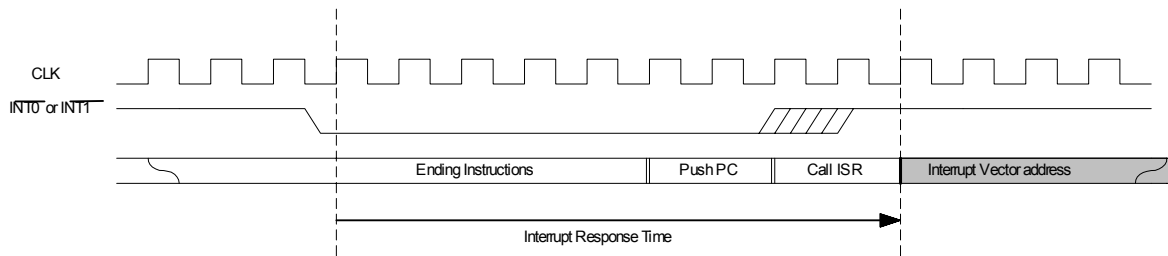 CLK
INT0 or INT1
Ending Instructions
Push PC
Call ISR
Interrupt Vector address
Interrupt Response Time